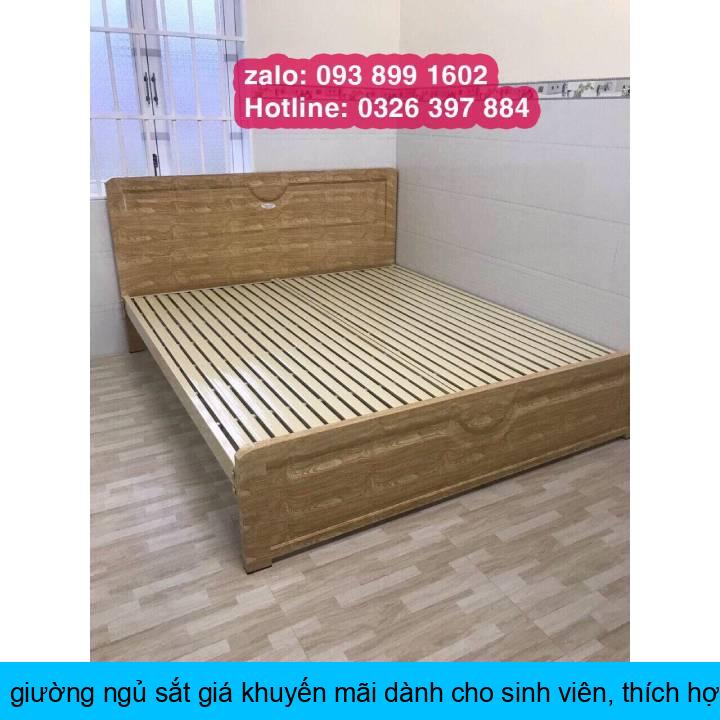 zalo: 093 899 1602
Hotline: 0326 397 884
giường ngủ sắt giá khuyến mãi dành cho sinh viên, thích hợ